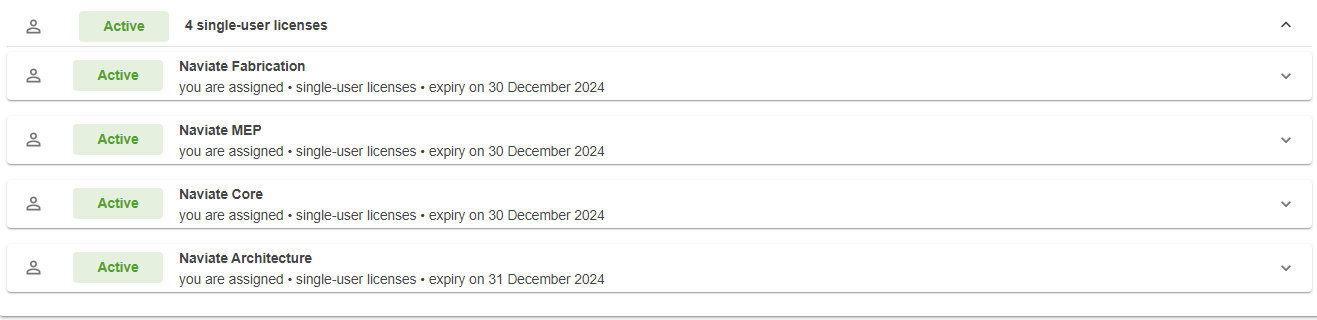 Active 4 single-user licenses
Active Naviate Fabrication
you are assigned • single-user licenses • expiry on 30 December 2024
Active Naviate MEP
you are assigned • single-user licenses • expiry on 30 December 2024
Active Naviate Core
you are assigned • single-user licenses • expiry on 30 December 2024
Active Naviate Architecture
you are assigned • single-user licenses • expiry on 31 December 2024